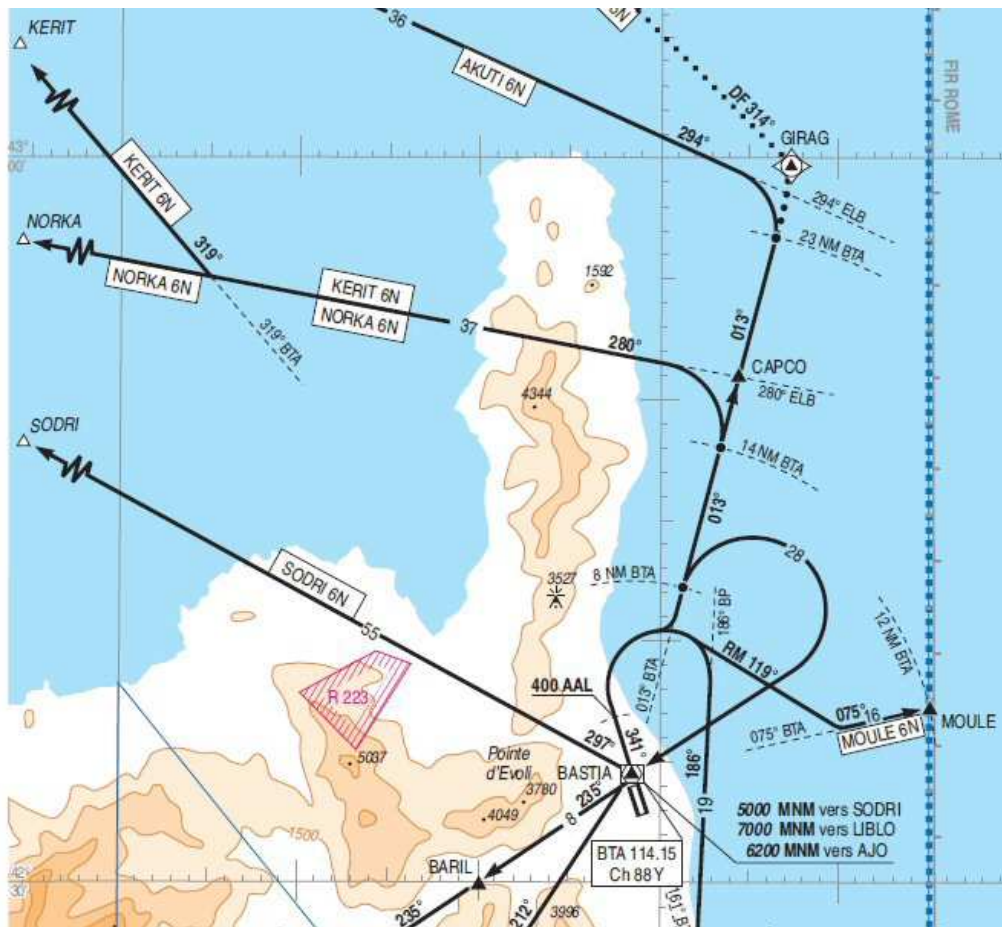 KERIT
36
AKUTI 6N
DF 314°
FIR ROME
GIRAG
43°
00'
294°
294° ELB
KERIT 6N
23 NM BTA
NORKA
319°
NORKA 6N
KERIT 6N
NORKA 6N
1592
319° BTA
37
280°
013°
CAPCO
280° ELB
4344
SODRI
14 NM BTA
013°
28
SODRI 6N
8 NM BTA
3527
186° BP
12 NM BTA
55
RM 119°
R 223
400 AAL
013° BTA
075°
16
MOULE
075° BTA
MOULE 6N
297°
341°
5037
Pointe
d'Evoli
BASTIA
186°
3780
235°
4049
8
19
5000 MNM vers SODRI
7000 MNM vers LIBLO
6200 MNM vers AJO
1500
BTA 114.15
Ch 88 Y
BARIL
42°
30'
235°
212°
3996